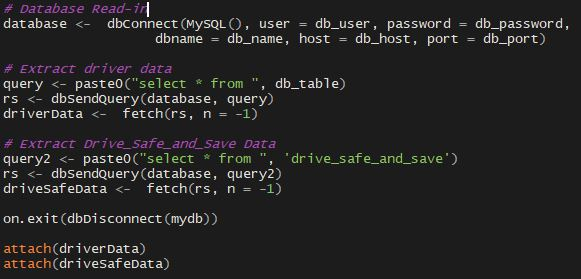 # Database Read-in
database <- dbConnect(MySQL(), user = db_user, password = db_password,
dbname = db_name, host = db_host, port = db_port)
# Extract driver data
query <- paste0("select * from ", db_table)
rs <- dbSendQuery(database, query)
driverData <- fetch(rs, n = -1)
# Extract Drive_Safe_and_Save Data
query2 <- paste0("select * from ", 'drive_safe_and_save')
rs <- dbSendQuery(database, query2)
driveSafeData <- fetch(rs, n = -1)
on.exit(dbDisconnect(mydb))
attach(driverData)
attach(driveSafeData)